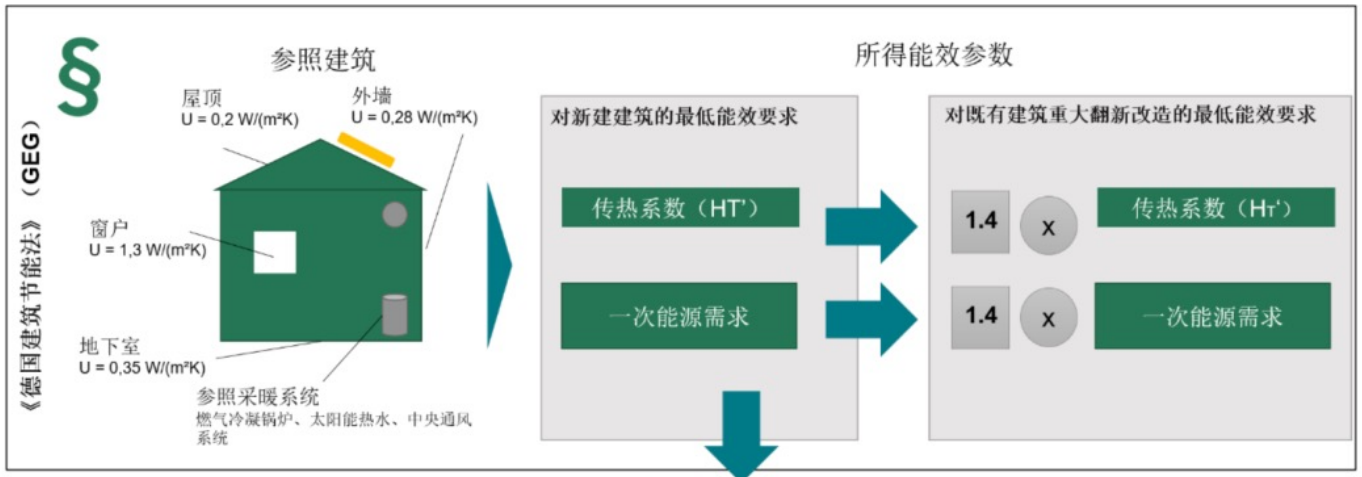 §
《德国建筑节能法》（GEG）
参照建筑
屋顶
U = 0,2 W/(m²K)
外墙
U = 0,28 W/(m²K)
窗户
U = 1,3 W/(m²K)
地下室
U = 0,35 W/(m²K)
参照采暖系统
燃气冷凝锅炉、太阳能热水、中央通风
系统
所得能效参数
对新建建筑的最低能效要求
传热系数（HT'）
一次能源需求
对既有建筑重大翻新改造的最低能效要求
1.4
x
传热系数（HT‘）
1.4
x
一次能源需求